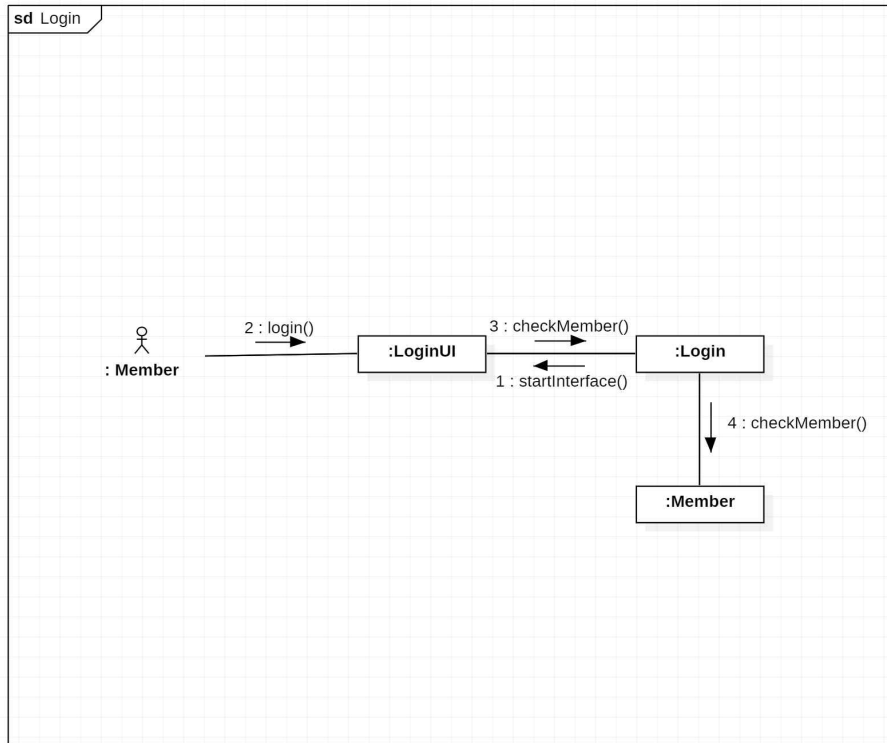 sd Login
2 : login()
3 : checkMember()
: Member
:LoginUI
:Login
1 : startInterface()
4 : checkMember()
:Member